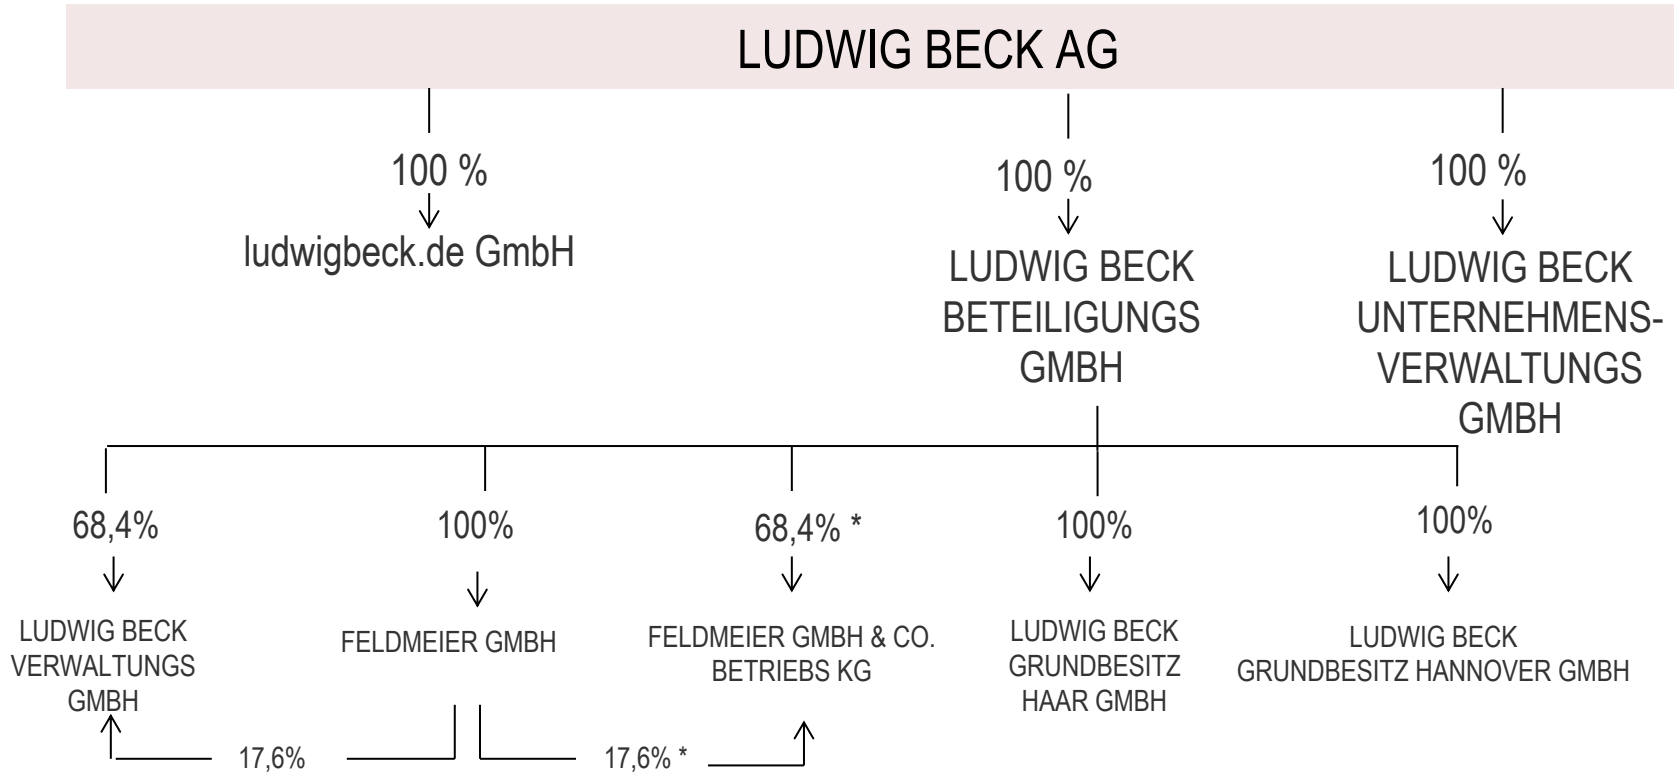 LUDWIG BECK AG
100 %
100 %
100 %
ludwigbeck.de GmbH
LUDWIG BECK
BETEILIGUNGS
GMBH
LUDWIG BECK
UNTERNEHMENS-
VERWALTUNGS
GMBH
68,4%
100%
68,4% *
100%
100%
LUDWIG BECK
VERWALTUNGS
GMBH
FELDMEIER GMBH
FELDMEIER GMBH & CO.
BETRIEBS KG
LUDWIG BECK
GRUNDBESITZ
HAAR GMBH
LUDWIG BECK
GRUNDBESITZ HANNOVER GMBH
17,6%
17,6% *